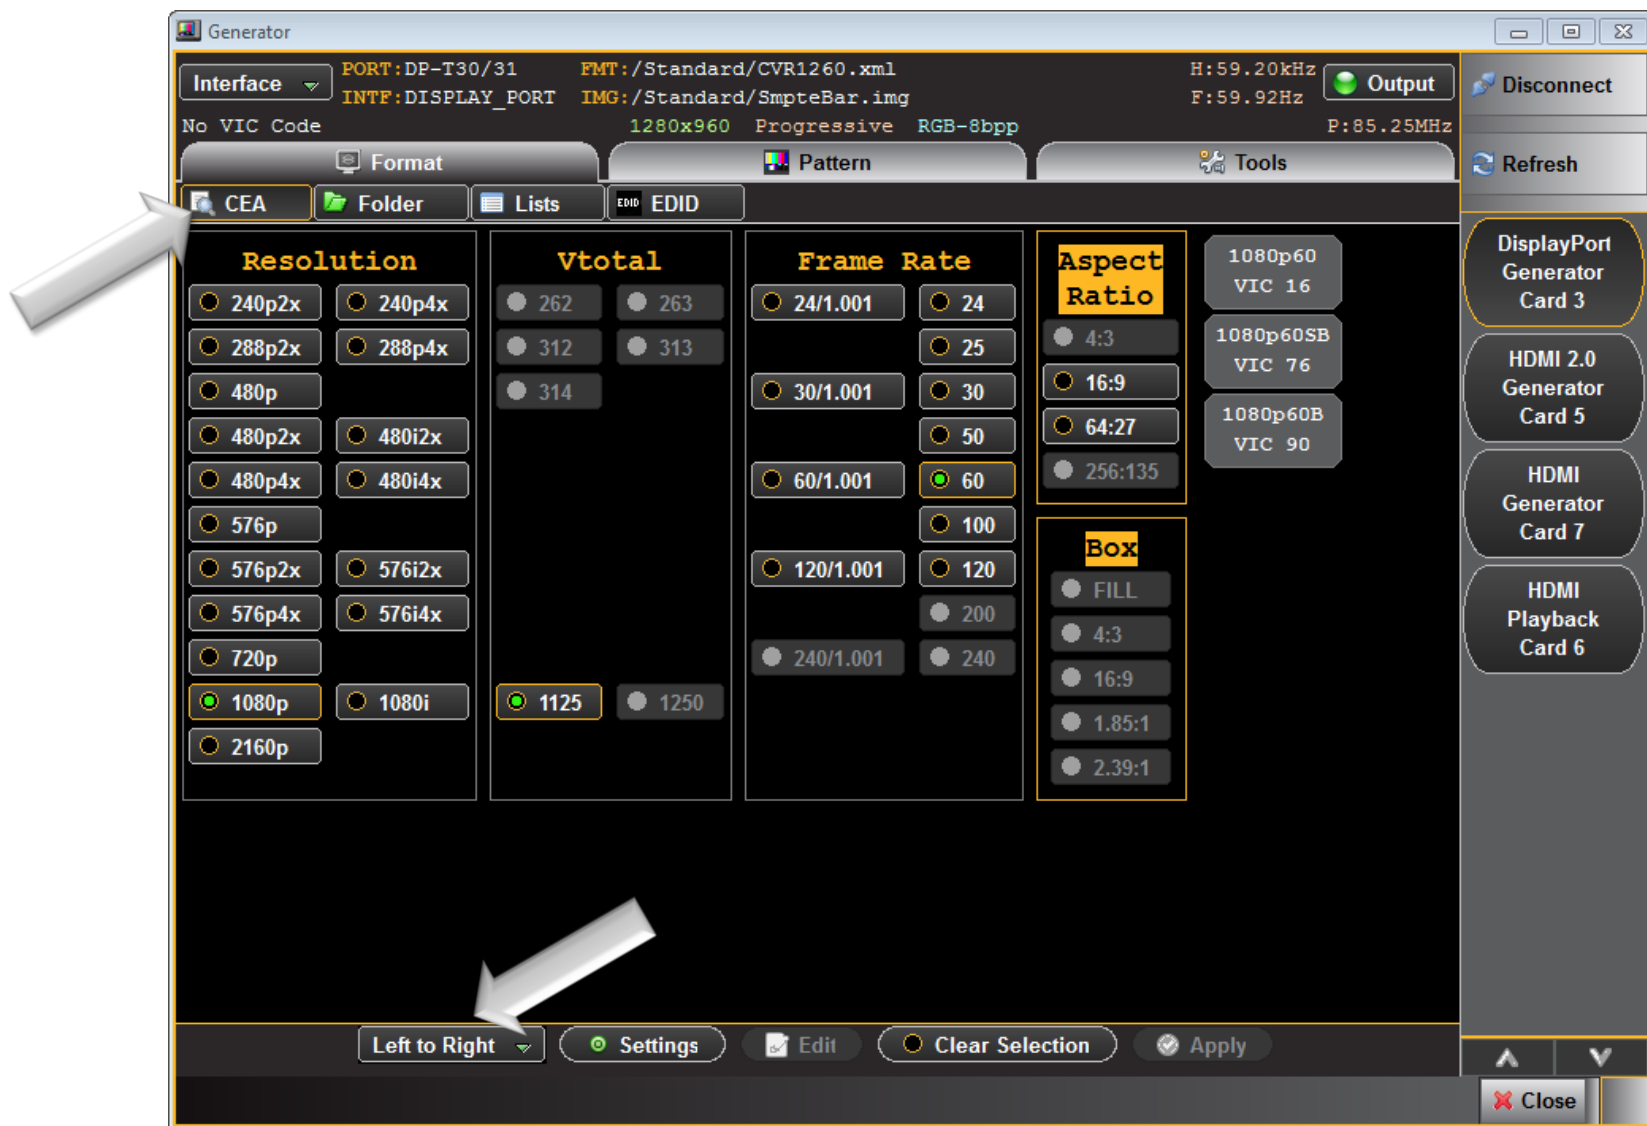 Generator
Interface
PORT:DP-T30/31
FMT:/Standard/CVR1260.xml
H:59.20kHz
Output
INTF:DISPLAY_PORT
IMG:/Standard/SmpteBar.img
F:59.92Hz
No VIC Code
1280x960 Progressive RGB-8bpp
P:85.25MHz
Disconnect
Refresh
Format
Pattern
Tools
CEA
Folder
Lists
EDID EDID
Resolution
240p2x 240p4x
288p2x 288p4x
480p
480p2x 480i2x
480p4x 480i4x
576p
576p2x 576i2x
576p4x 576i4x
720p
1080p 1080i
2160p
Vtotal
262 263
312 313
314
1125 1250
Frame Rate
24/1.001 24
25
30/1.001 30
50
60/1.001 60
100
120/1.001 120
200
240/1.001 240
Aspect
Ratio
4:3
16:9
64:27
256:135
Box
FILL
4:3
16:9
1.85:1
2.39:1
1080p60
VIC 16
1080p60SB
VIC 76
1080p60B
VIC 90
DisplayPort
Generator
Card 3
HDMI 2.0
Generator
Card 5
HDMI
Generator
Card 7
HDMI
Playback
Card 6
Left to Right
Settings
Edit
Clear Selection
Apply
Close